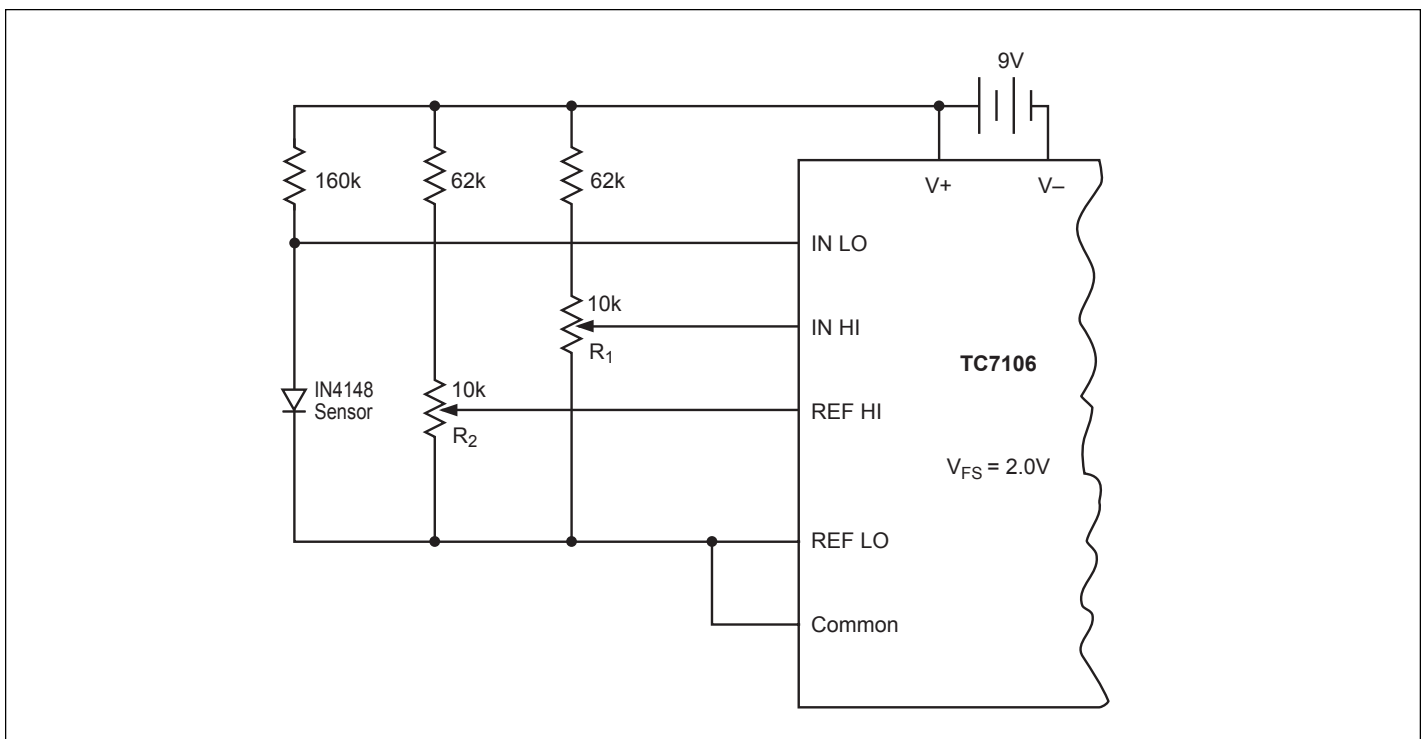 9V
160k
62k
62k
V+
V–
IN LO
10k
IN HI
R1
TC7106
IN4148
Sensor
10k
REF HI
R2
VFS = 2.0V
REF LO
Common